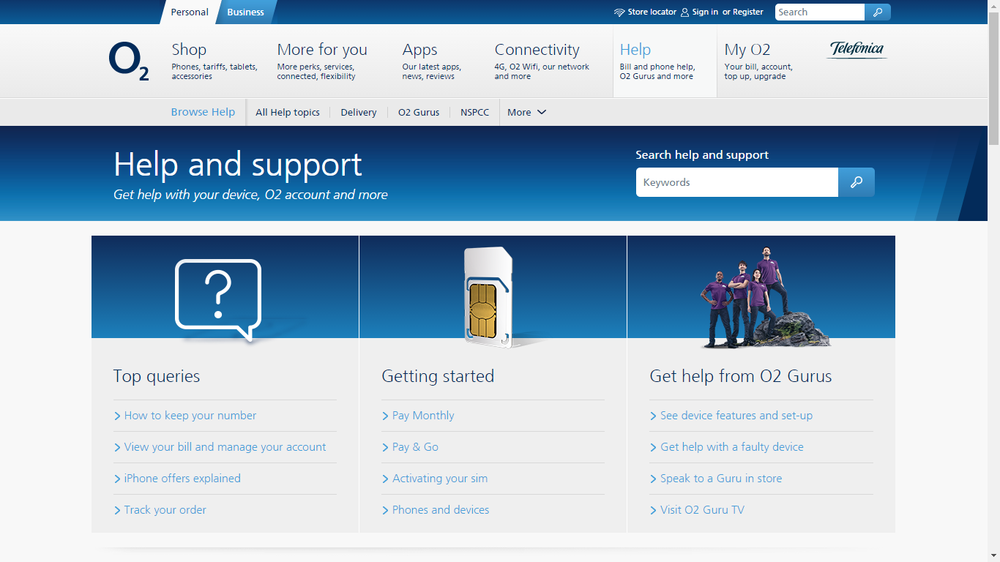 Personal
Business
Store locator
Sign in or Register
Search
O2
Shop
Phones, tariffs, tablets,
accessories
More for you
More perks, services,
connected, flexibility
Apps
Our latest apps,
news, reviews
Connectivity
4G, O2 Wifi, our network
and more
Help
Bill and phone help,
O2 Gurus and more
My O2
Your bill, account,
top up, upgrade
Telefónica
Browse Help
All Help topics
Delivery
O2 Gurus
NSPCC
More
Help and support
Get help with your device, O2 account and more
Search help and support
Keywords
?
Top queries
How to keep your number
View your bill and manage your account
iPhone offers explained
Track your order
Getting started
Pay Monthly
Pay & Go
Activating your sim
Phones and devices
Get help from O2 Gurus
See device features and set-up
Get help with a faulty device
Speak to a Guru in store
Visit O2 Guru TV